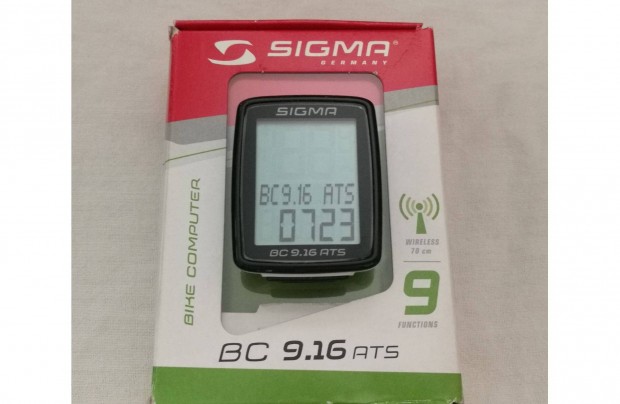 SIGMA®
GERMANY
SIGMA
BC9.16 ATS
0723
BC 9.16 ATS
BIKE COMPUTER
WIRELESS
70 cm
9
FUNCTIONS
BC 9.16 ATS